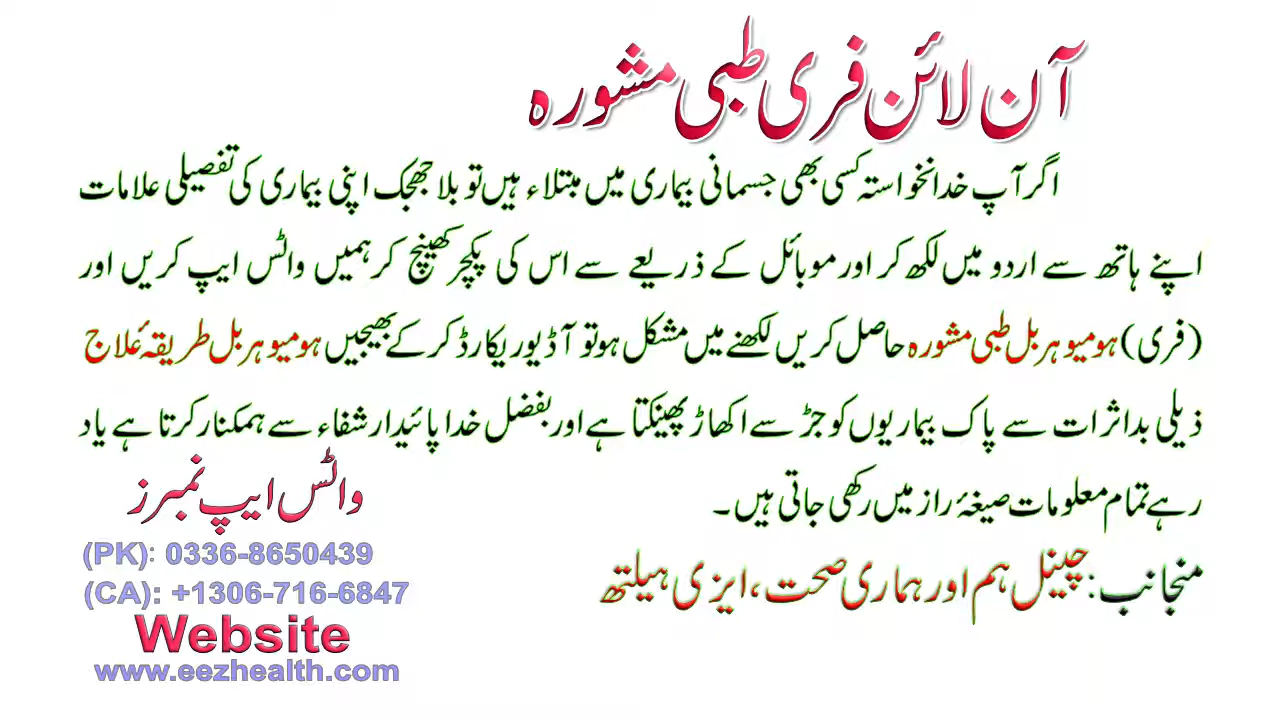 آن لائن فری طبی مشورہ
اگر آپ خدانخواستہ کسی بھی جسمانی بیماری میں مبتلاء ہیں تو بلا جھجک اپنی بیماری کی تفصیلی علامات
اپنے ہاتھ سے اردو میں لکھ کر اور موبائل کے ذریعے سے اس کی پکچر کھینچ کر ہمیں واٹس ایپ کریں اور
(فری) ہومیو ہربل طبی مشورہ حاصل کریں لکھنے میں مشکل ہو تو آڈیو ریکارڈ کر کے بھیجیں ہومیو ہربل طریقۂ علاج
ذیلی بداثرات سے پاک بیماریوں کو جڑ سے اکھاڑ پھینکتا ہے اور بفضل خدا پائیدار شفاء سے ہمکنار کرتا ہے یاد
رہے تمام معلومات صیغۂ راز میں رکھی جاتی ہیں۔
منجانب: چینل ہم اور ہماری صحت، ایزی ہیلتھ
واٹس ایپ نمبرز
(PK): 0336-8650439
(CA): +1306-716-6847
Website
www.eezhealth.com